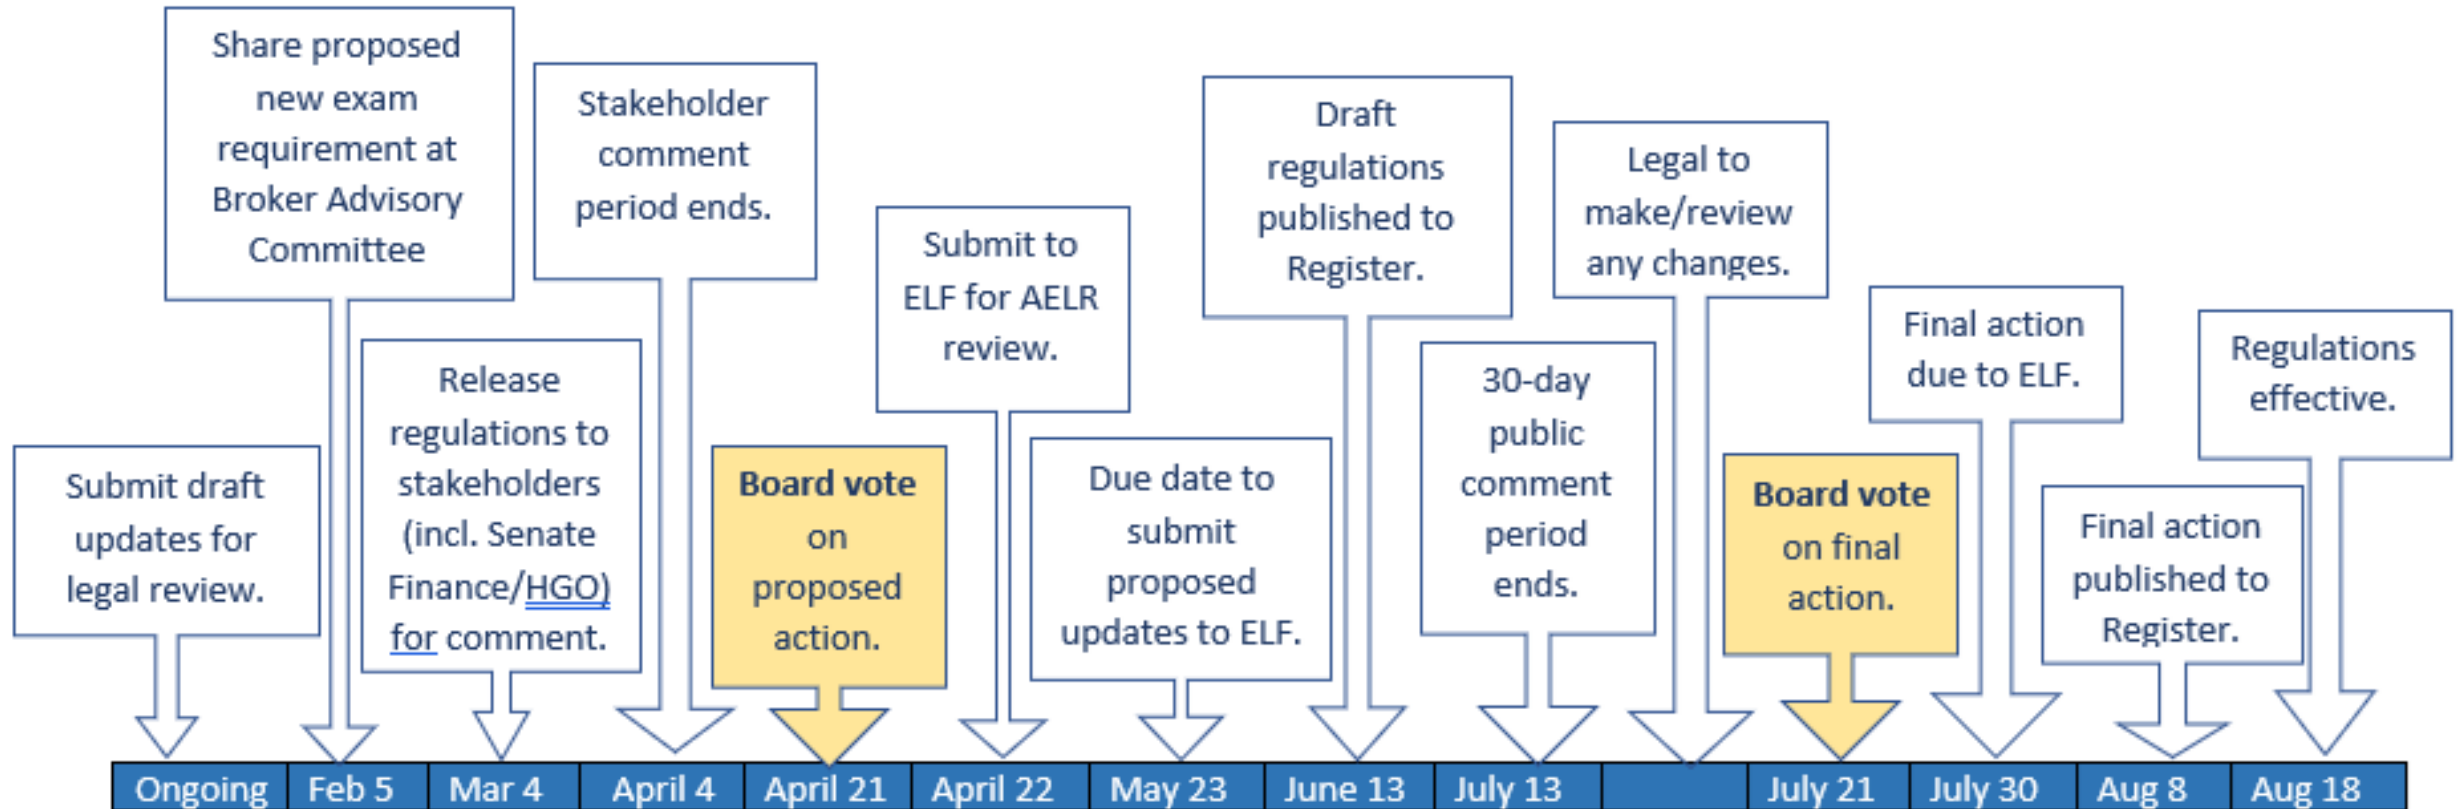 Share proposed
new exam
requirement at
Broker Advisory
Committee
Stakeholder
comment
period ends.
Draft
regulations
published to
Register.
Legal to
make/review
any changes.
Submit to
ELF for AELR
review.
Final action
due to ELF.
Regulations
effective.
Release
regulations to
stakeholders
(incl. Senate
Finance/HGO)
for comment.
30-day
public
comment
period
ends.
Submit draft
updates for
legal review.
Board vote
on
proposed
action.
Due date to
submit
proposed
updates to ELF.
Board vote
on final
action.
Final action
published to
Register.
Ongoing
Feb 5
Mar 4
April 4
April 21
April 22
May 23
June 13
July 13
July 21
July 30
Aug 8
Aug 18